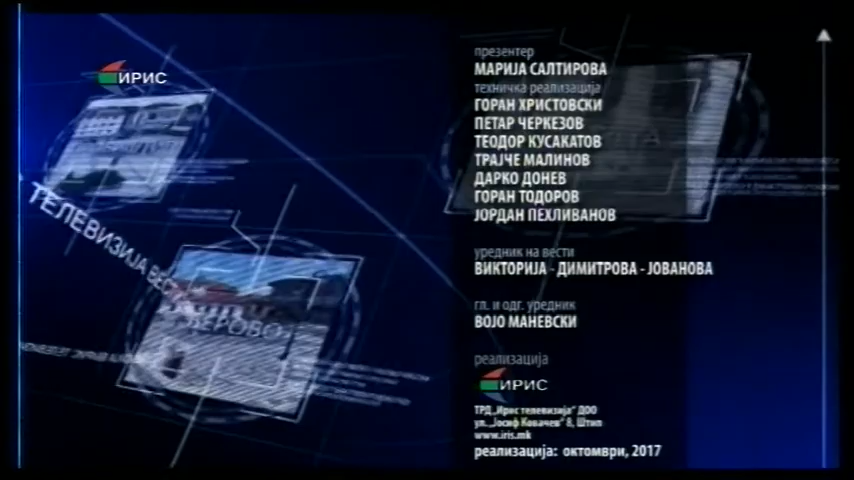 ИРИС
ТЕЛЕВИЗИЈА ВЕСТИ
БЕРОВО
презентер
МАРИЈА САЛТИРОВА
техничка реализација
ГОРАН ХРИСТОВСКИ
ПЕТАР ЧЕРКЕЗОВ
ТЕОДОР КУСАКАТОВ
ТРАЈЧЕ МАЛИНОВ
ДАРКО ДОНЕВ
ГОРАН ТОДОРОВ
ЈОРДАН ПЕХЛИВАНОВ
уредник на вести
ВИКТОРИЈА - ДИМИТРОВА - ЈОВАНОВА
гл. и одг. уредник
ВОЈО МАНЕВСКИ
реализација
ИРИС
ТРД„Ирис телевизија" ДОО
ул. „Јосиф Ковачев" 8, Штип
www.iris.mk
реализација: октомври, 2017